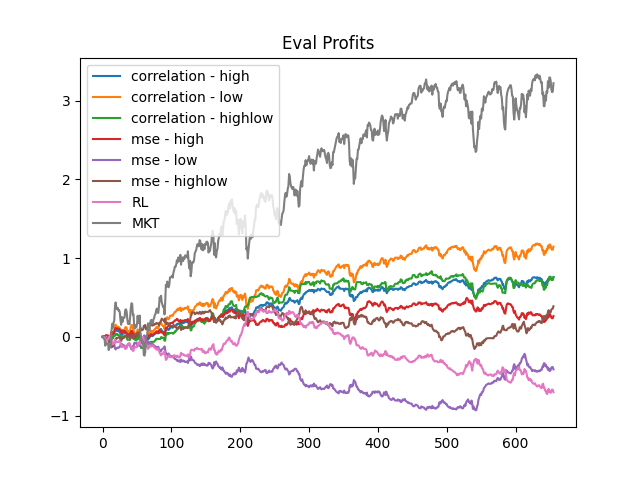 Eval Profits
correlation - high
correlation - low
correlation - highlow
mse - high
mse - low
mse - highlow
RL
MKT
3
2
1
0
−1
0 100 200 300 400 500 600